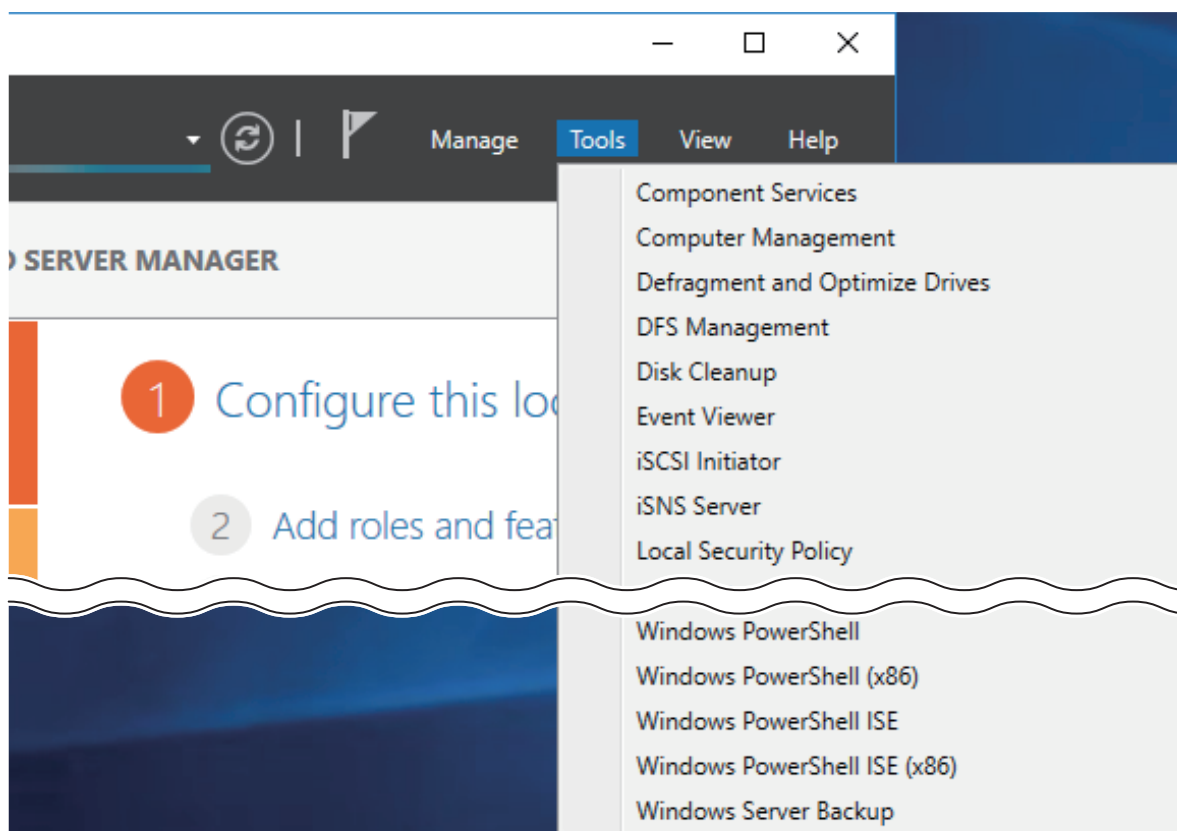 Manage Tools View Help
SERVER MANAGER
1 Configure this loc
2 Add roles and feat
Component Services
Computer Management
Defragment and Optimize Drives
DFS Management
Disk Cleanup
Event Viewer
iSCSI Initiator
iSNS Server
Local Security Policy
Windows PowerShell
Windows PowerShell (x86)
Windows PowerShell ISE
Windows PowerShell ISE (x86)
Windows Server Backup